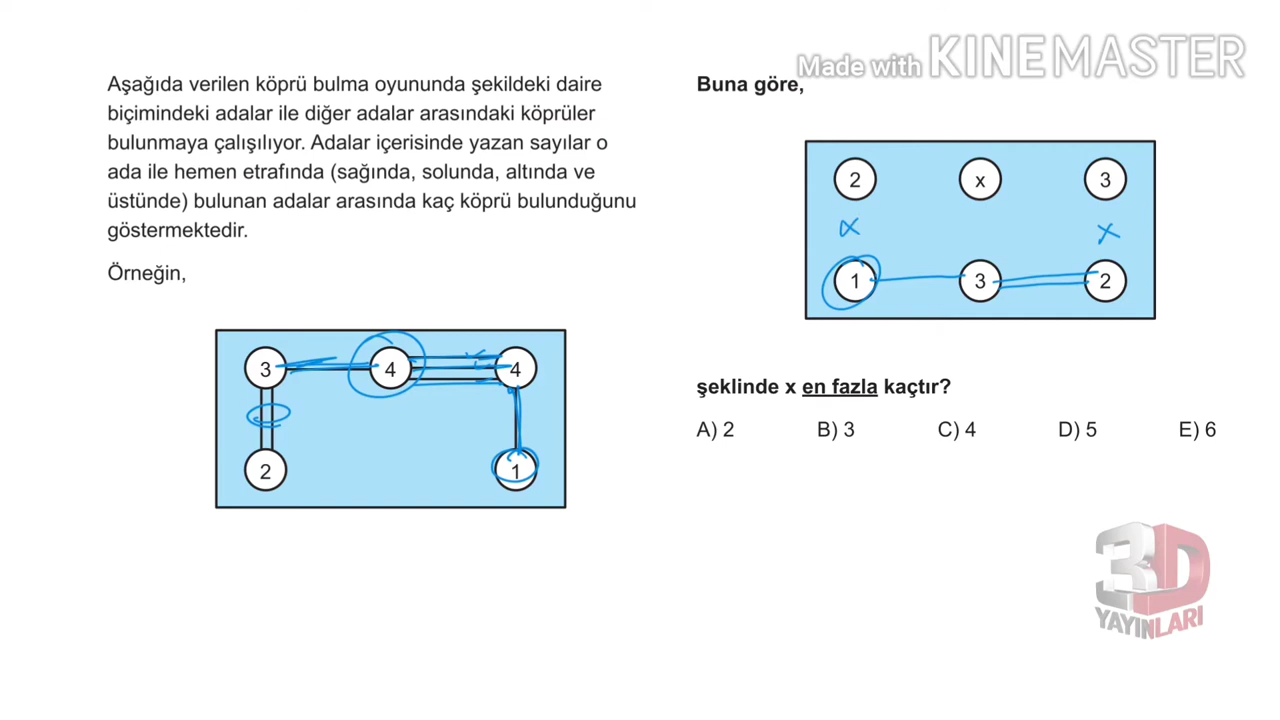 Made with KINEMASTER
Aşağıda verilen köprü bulma oyununda şekildeki daire
biçimindeki adalar ile diğer adalar arasındaki köprüler
bulunmaya çalışılıyor. Adalar içerisinde yazan sayılar o
ada ile hemen etrafında (sağında, solunda, altında ve
üstünde) bulunan adalar arasında kaç köprü bulunduğunu
göstermektedir.
Örneğin,
3 4 4
2 1
Buna göre,
2 x 3
x x
1 3 2
şeklinde x en fazla kaçtır?
A) 2 B) 3 C) 4 D) 5 E) 6
3D
YAYINLARI